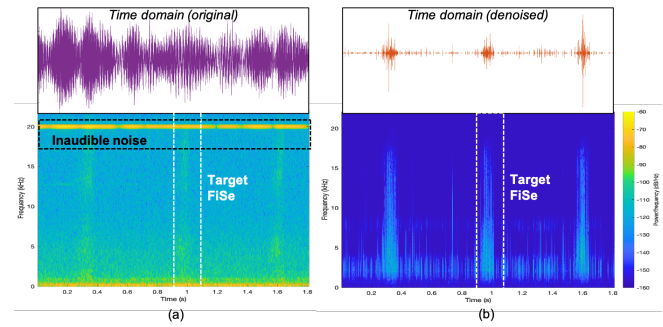 Time domain (original)
Time domain (denoised)
Inaudible noise
Target
FiSe
Frequency (kHz)
20
15
10
5
0
0.2 0.4 0.6 0.8 1 1.2 1.4 1.6 1.8
Time (s)
(a)
Target
FiSe
Frequency (kHz)
20
15
10
5
0
0.2 0.4 0.6 0.8 1 1.2 1.4 1.6 1.8
Time (s)
(b)
-60
-70
-80
-90
-100
-110
-120
-130
-140
-150
-160
Power/Frequency (dB/Hz)